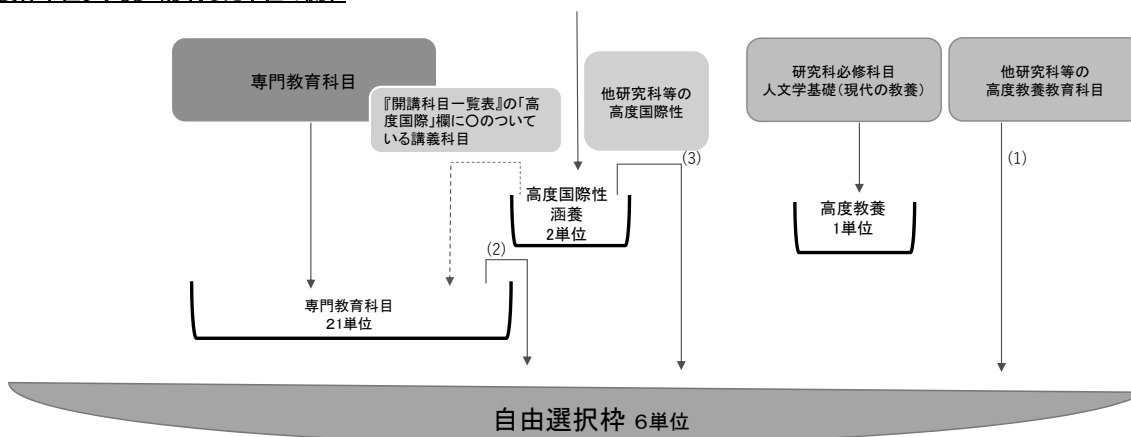 専門教育科目
『開講科目一覧表』の「高
度国際」欄に〇のついて
いる講義科目
他研究科等の
高度国際性
研究科必修科目
人文学基礎(現代の教養)
他研究科等の
高度教養教育科目
(3)
(1)
高度国際性
涵養
2単位
高度教養
1単位
(2)
専門教育科目
21単位
自由選択枠 6単位